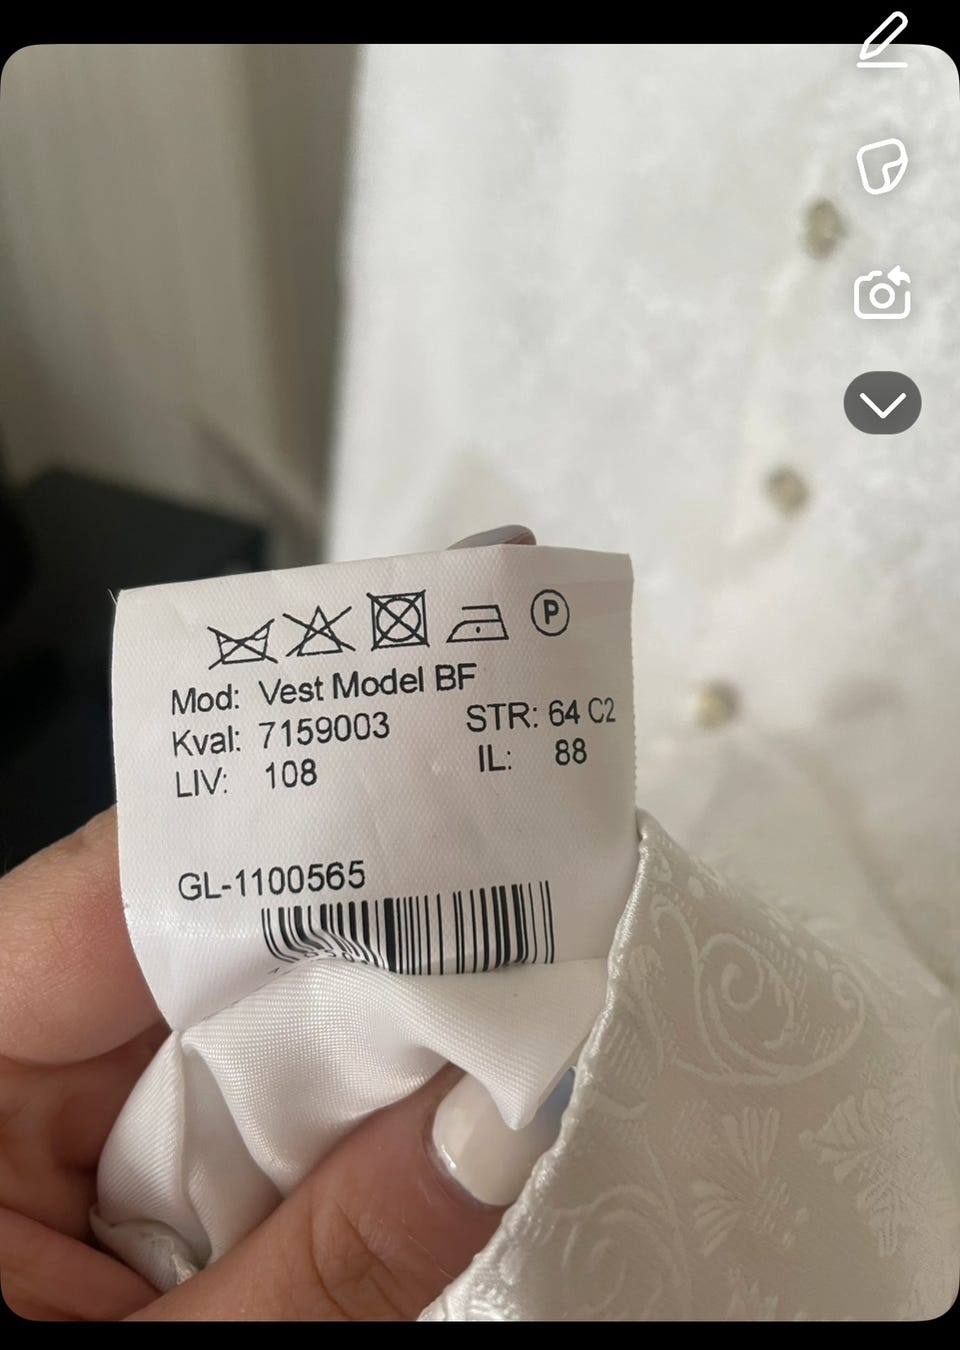 P
Mod: Vest Model BF
Kval: 7159003 STR: 64 C2
LIV: 108 IL: 88
GL-1100565